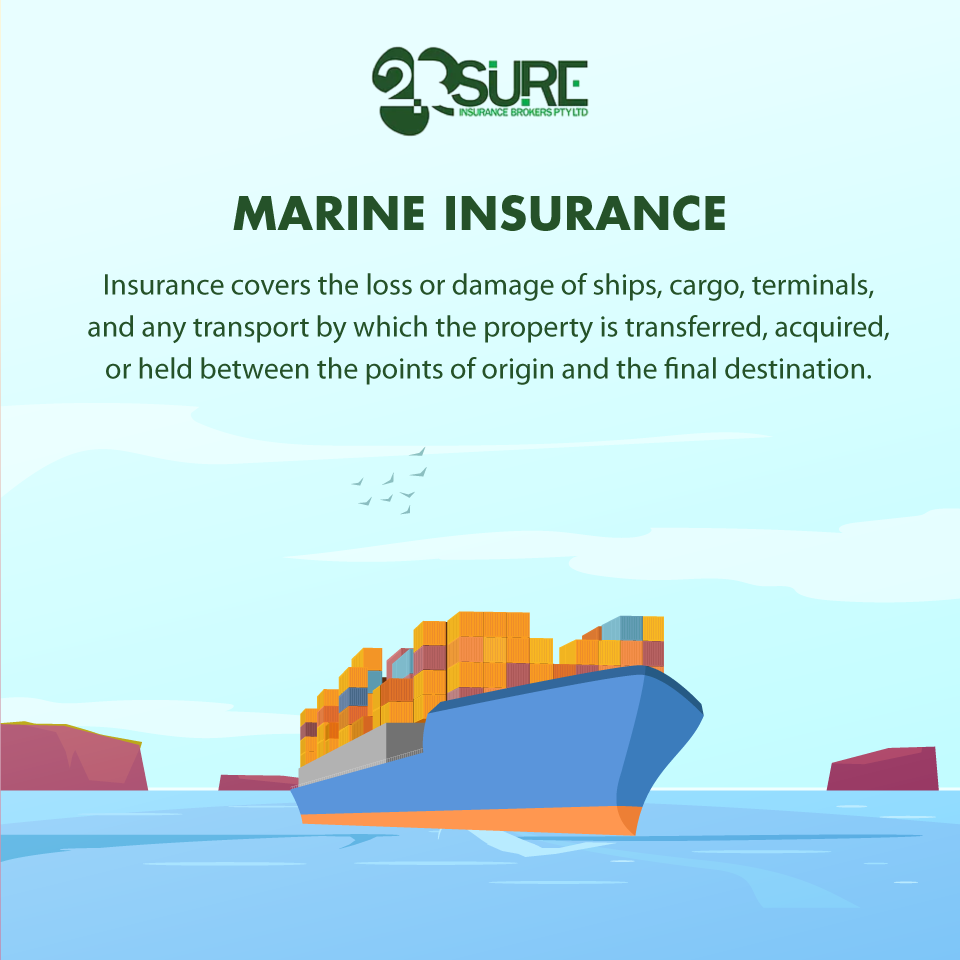 2RSURE
INSURANCE BROKERS PTY LTD
MARINE INSURANCE
Insurance covers the loss or damage of ships, cargo, terminals,
and any transport by which the property is transferred, acquired,
or held between the points of origin and the final destination.